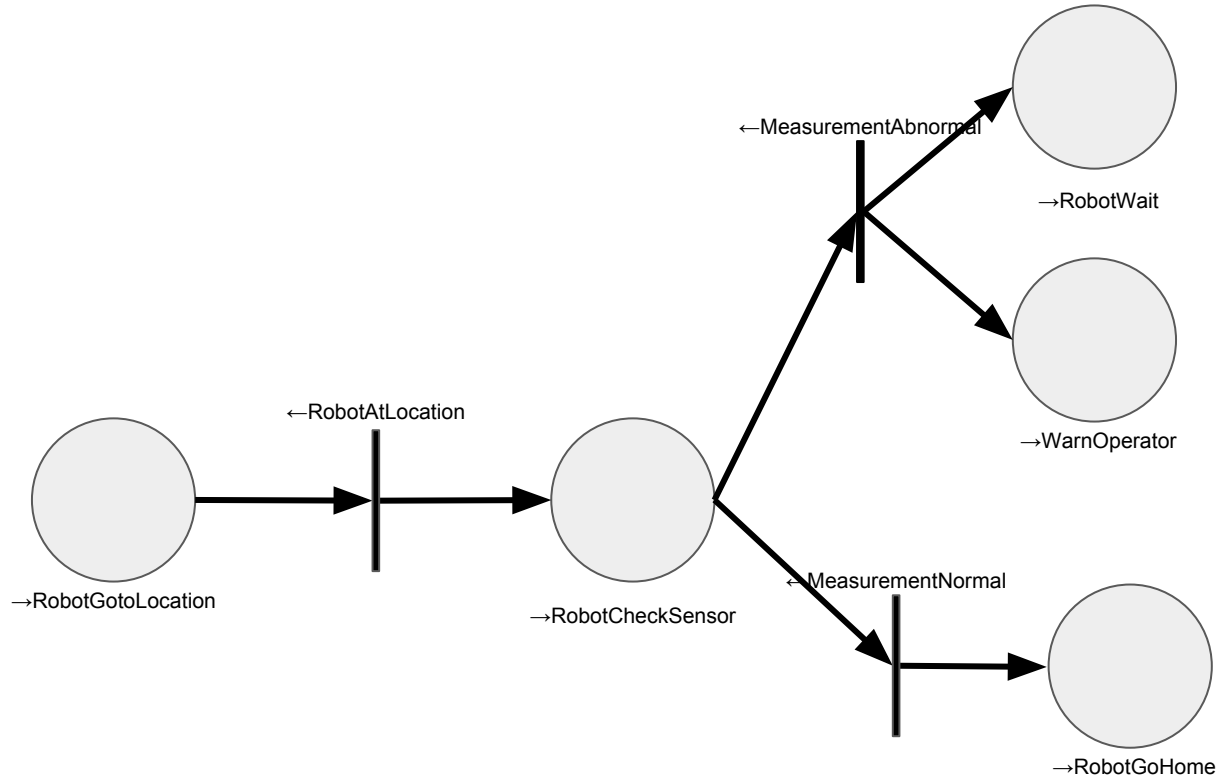 ←MeasurementAbnormal
→RobotWait
←RobotAtLocation
→WarnOperator
→RobotGotoLocation
→RobotCheckSensor
←MeasurementNormal
→RobotGoHome